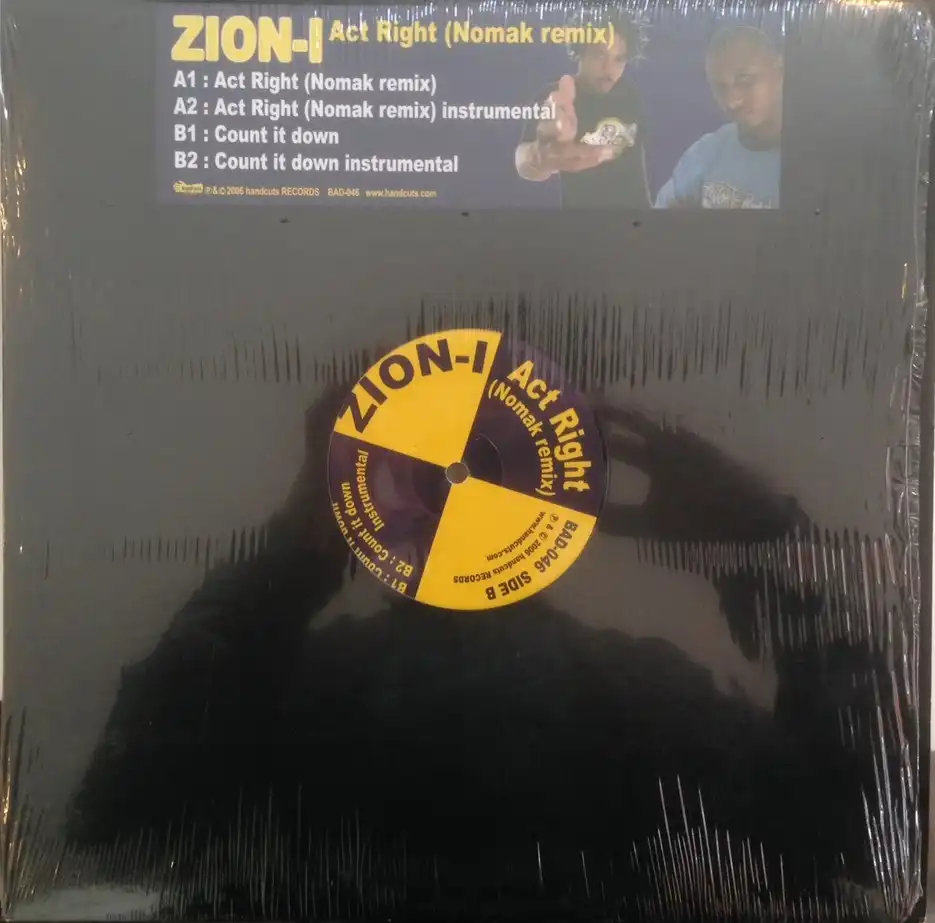 ZION-I Act Right (Nomak remix)
A1 : Act Right (Nomak remix)
A2 : Act Right (Nomak remix) instrumental
B1 : Count it down
B2 : Count it down instrumental
℗ & © 2006 handcuts RECORDS BAD-046 www.handcuts.com
ZION-I
Act Right
(Nomak remix)
BAD-046 SIDE B
℗ & © 2006 handcuts RECORDS
www.handcuts.com
B1 : Count it down
B2 : Count it down
Instrumental